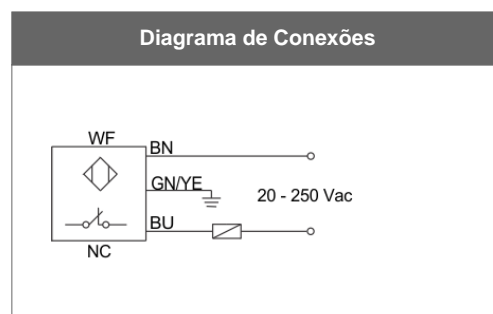 Diagrama de Conexões
WF
BN
GN/YE
20 - 250 Vac
BU
NC